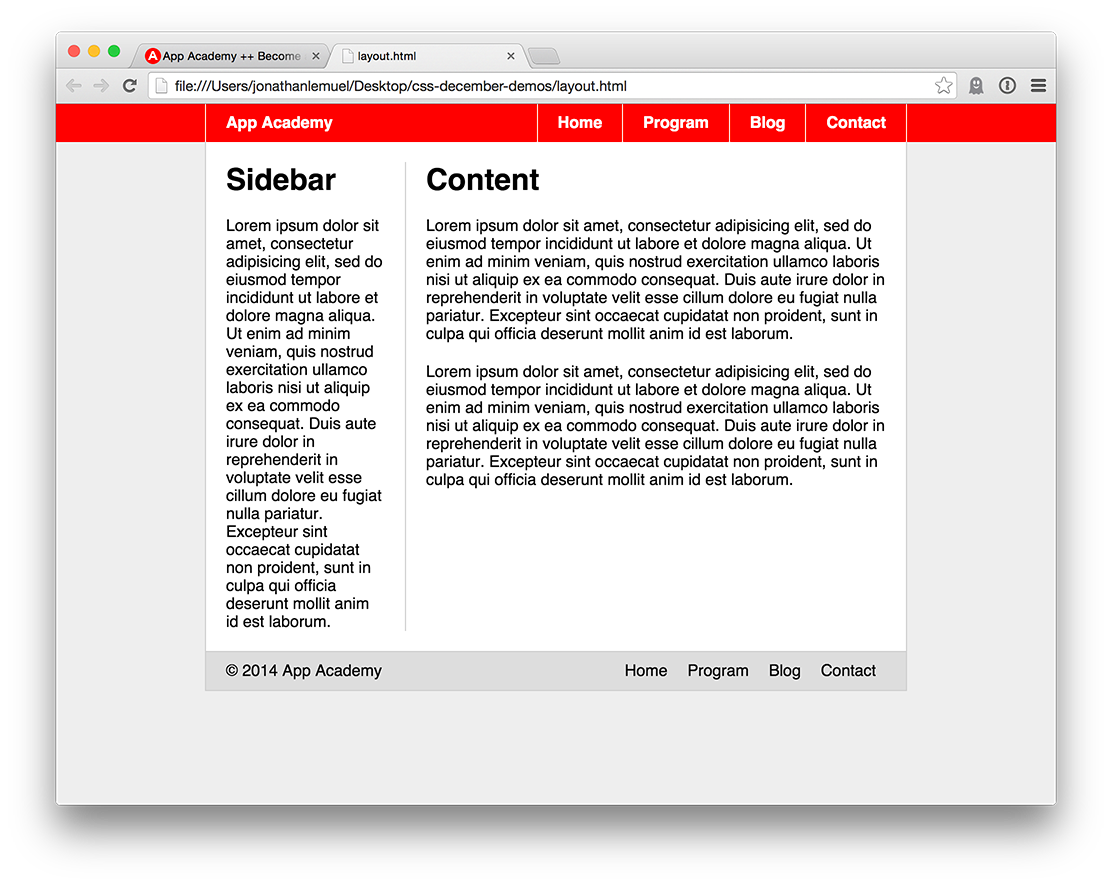 App Academy ++ Become
layout.html
file:///Users/jonathanlemuel/Desktop/css-december-demos/layout.html
App Academy Home Program Blog Contact
Sidebar
Lorem ipsum dolor sit
amet, consectetur
adipisicing elit, sed do
eiusmod tempor
incididunt ut labore et
dolore magna aliqua.
Ut enim ad minim
veniam, quis nostrud
exercitation ullamco
laboris nisi ut aliquip
ex ea commodo
consequat. Duis aute
irure dolor in
reprehenderit in
voluptate velit esse
cillum dolore eu fugiat
nulla pariatur.
Excepteur sint
occaecat cupidatat
non proident, sunt in
culpa qui officia
deserunt mollit anim
id est laborum.
Content
Lorem ipsum dolor sit amet, consectetur adipisicing elit, sed do
eiusmod tempor incididunt ut labore et dolore magna aliqua. Ut
enim ad minim veniam, quis nostrud exercitation ullamco laboris
nisi ut aliquip ex ea commodo consequat. Duis aute irure dolor in
reprehenderit in voluptate velit esse cillum dolore eu fugiat nulla
pariatur. Excepteur sint occaecat cupidatat non proident, sunt in
culpa qui officia deserunt mollit anim id est laborum.
Lorem ipsum dolor sit amet, consectetur adipisicing elit, sed do
eiusmod tempor incididunt ut labore et dolore magna aliqua. Ut
enim ad minim veniam, quis nostrud exercitation ullamco laboris
nisi ut aliquip ex ea commodo consequat. Duis aute irure dolor in
reprehenderit in voluptate velit esse cillum dolore eu fugiat nulla
pariatur. Excepteur sint occaecat cupidatat non proident, sunt in
culpa qui officia deserunt mollit anim id est laborum.
© 2014 App Academy Home Program Blog Contact